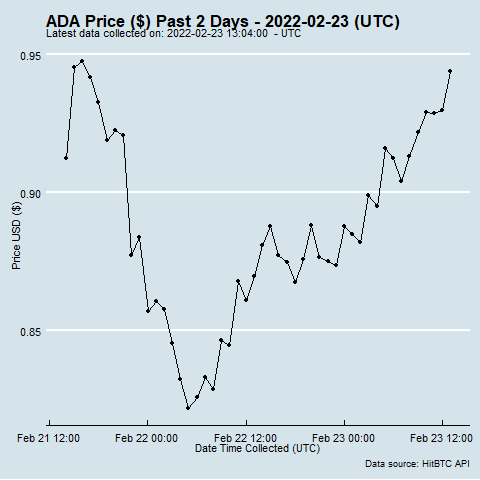 ADA Price ($) Past 2 Days - 2022-02-23 (UTC)
Latest data collected on: 2022-02-23 13:04:00  - UTC
0.95
0.90
0.85
Price USD ($)
Feb 21 12:00 Feb 22 00:00 Feb 22 12:00 Feb 23 00:00 Feb 23 12:00
Date Time Collected (UTC)
Data source: HitBTC API